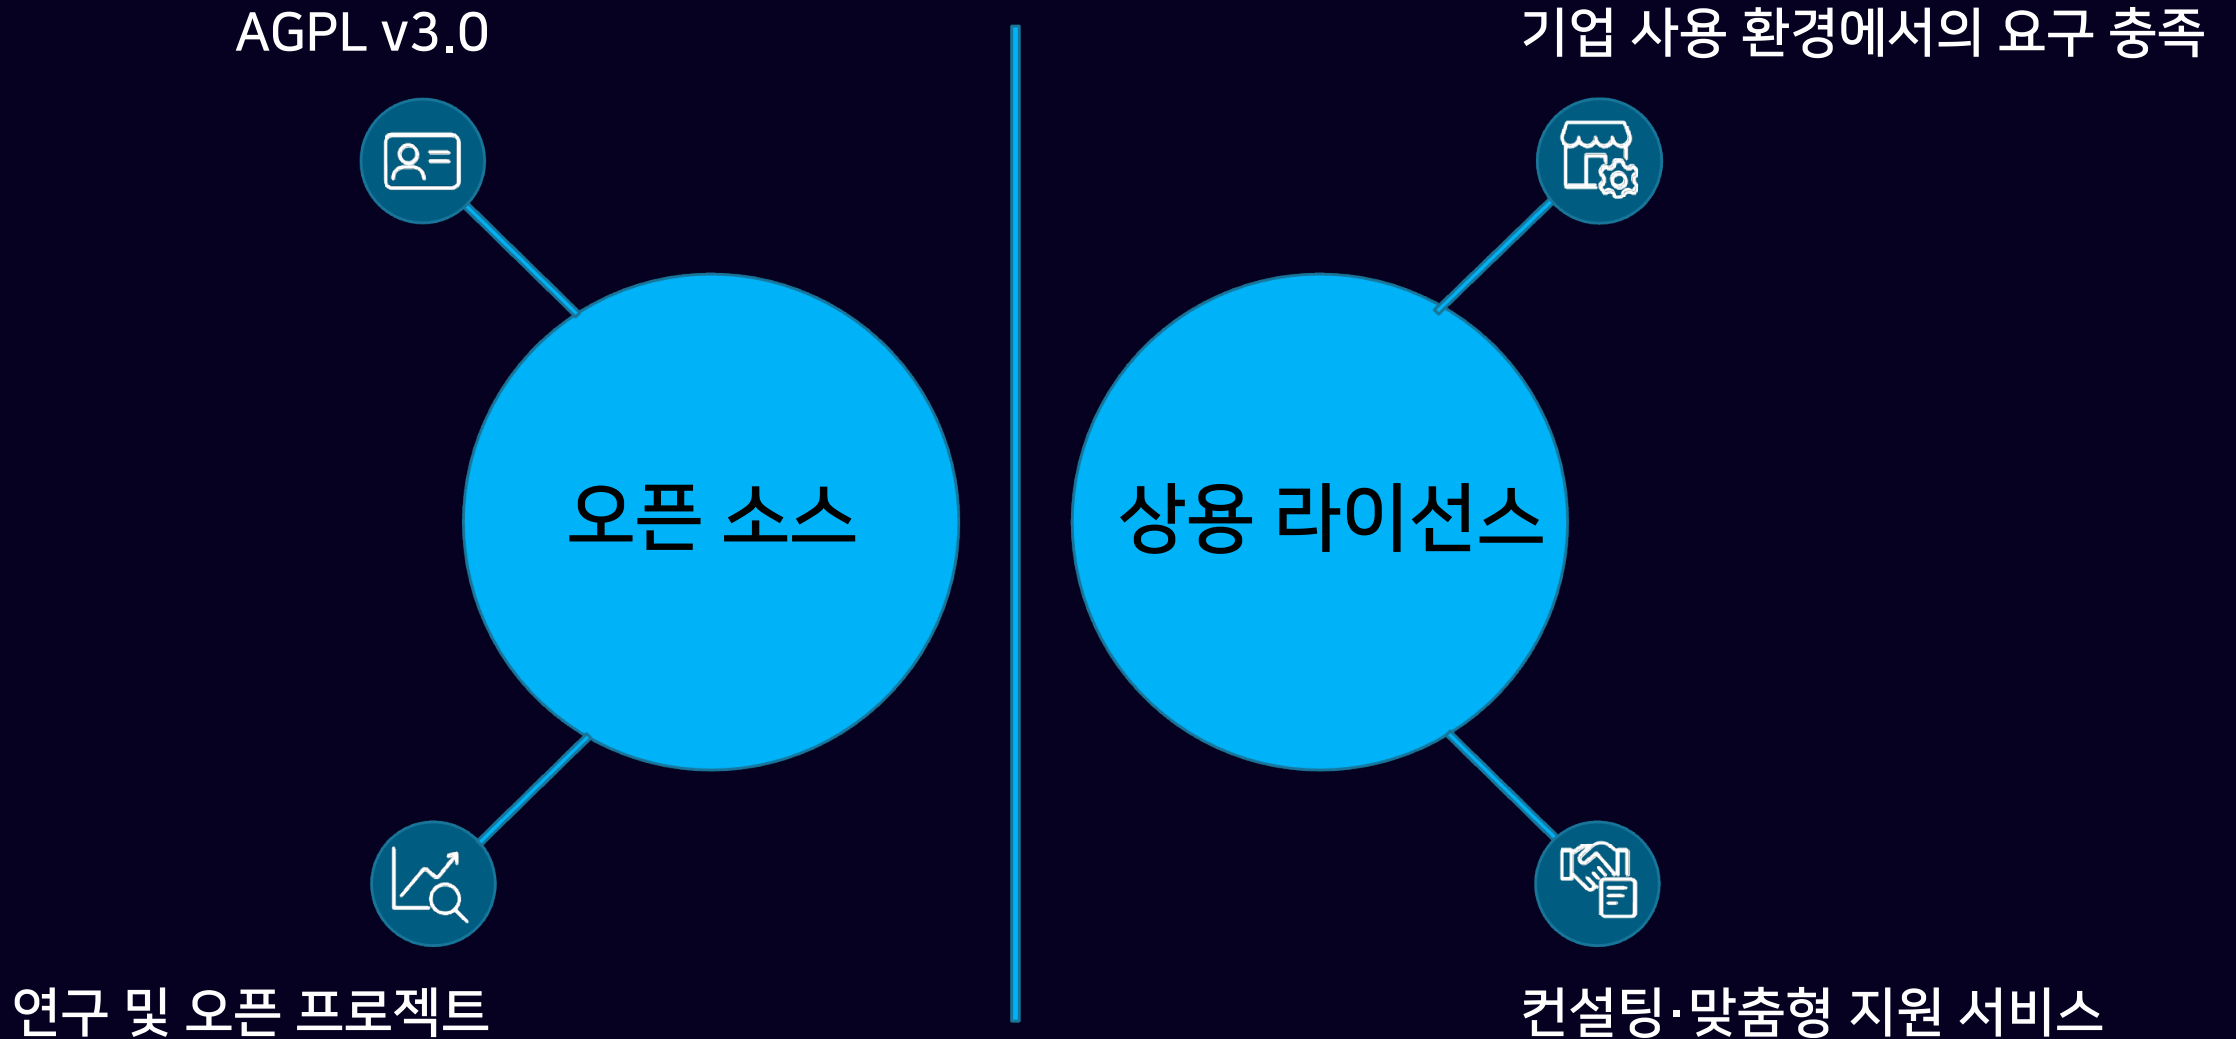 AGPL v3.0
기업 사용 환경에서의 요구 충족
오픈 소스
상용 라이선스
연구 및 오픈 프로젝트
컨설팅·맞춤형 지원 서비스